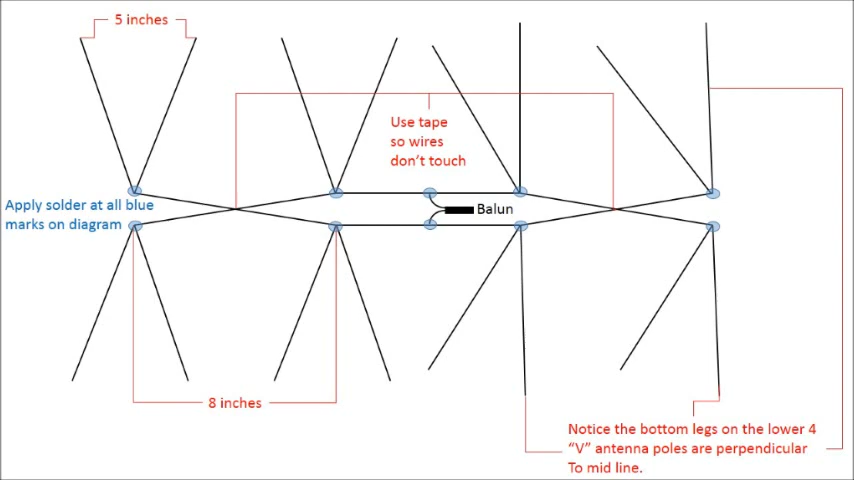 5 inches
Use tape
so wires
don't touch
Apply solder at all blue
marks on diagram
Balun
8 inches
Notice the bottom legs on the lower 4
“V” antenna poles are perpendicular
To mid line.